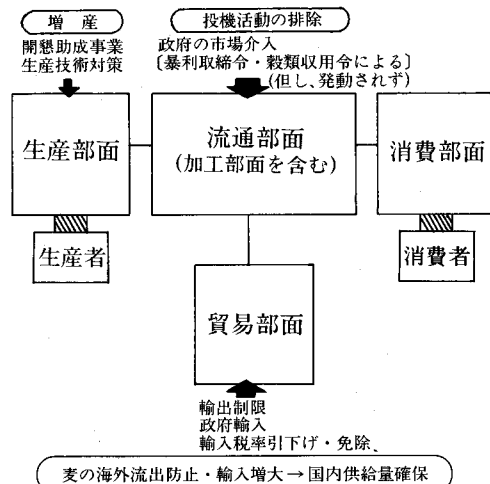 増産
開懇助成事業
生産技術対策
投機活動の排除
政府の市場介入
〔暴利取締令・穀類収用令による〕
(但し、発動されず)
生産部面
流通部面
(加工部面を含む)
消費部面
生産者
消費者
貿易部面
輸出制限
政府輸入
輸入税率引下げ・免除
麦の海外流出防止・輸入増大→国内供給量確保